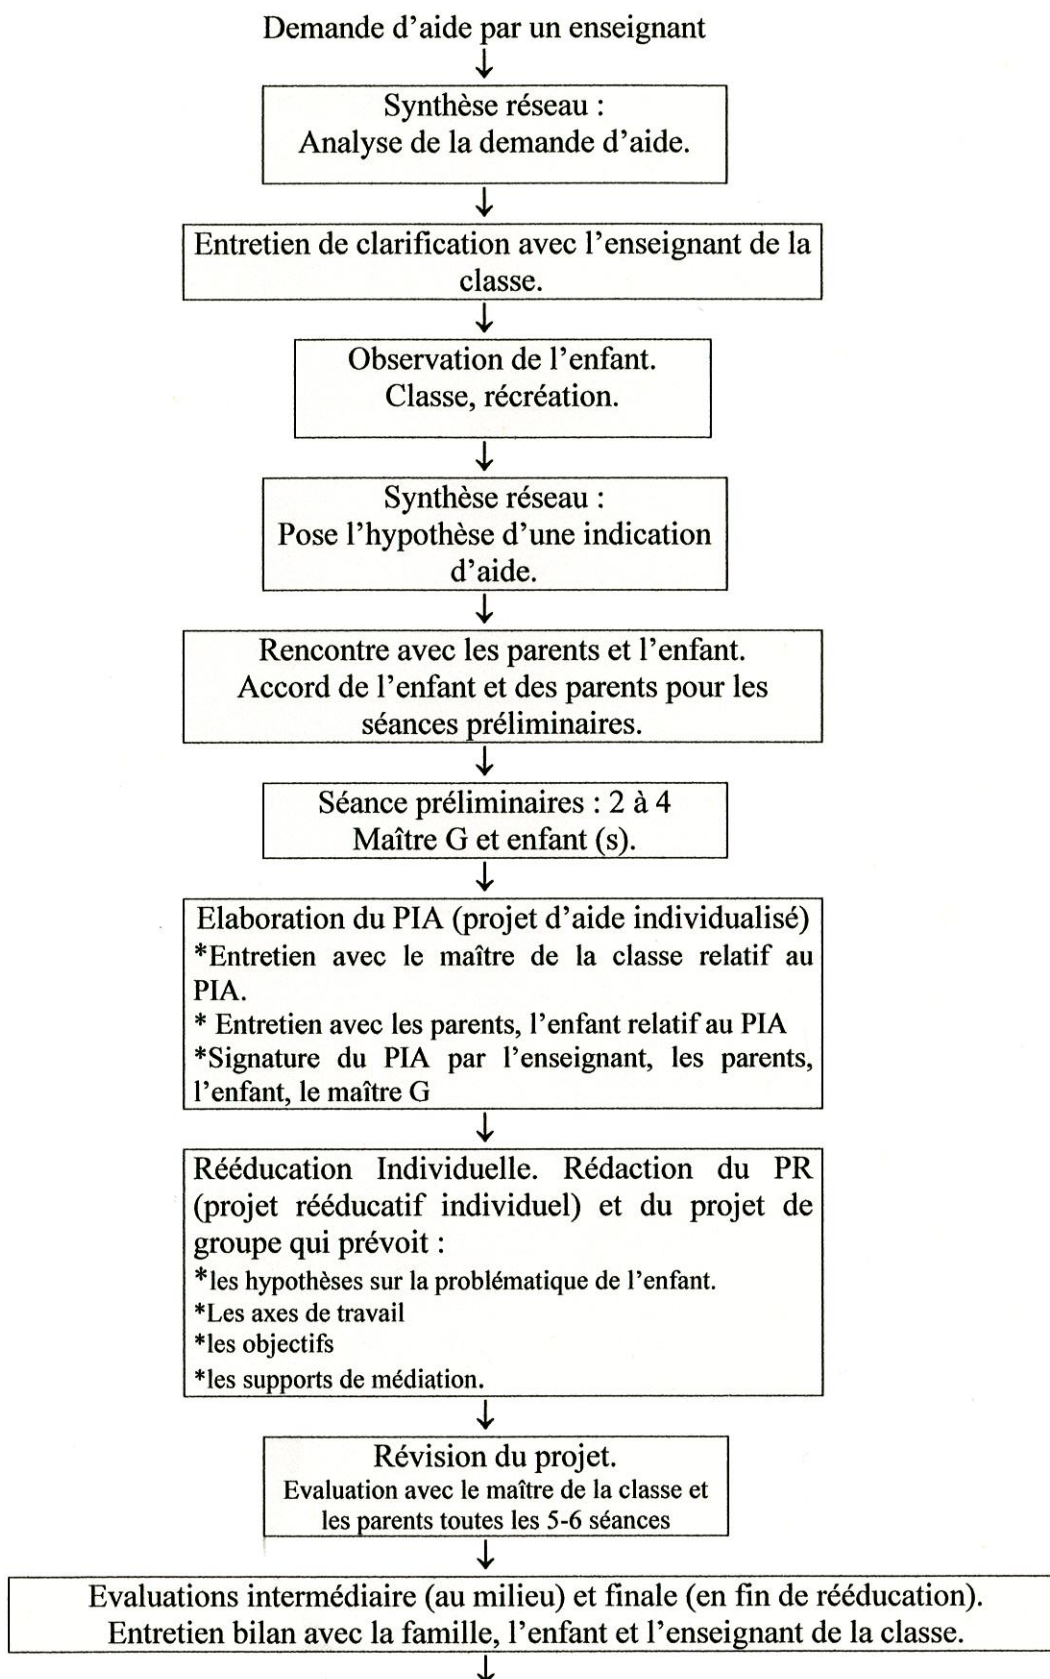 Demande d’aide par un enseignant
Synthèse réseau :
Analyse de la demande d’aide.
Entretien de clarification avec l’enseignant de la
classe.
Observation de l’enfant.
Classe, récréation.
Synthèse réseau :
Pose l’hypothèse d’une indication
d’aide.
Rencontre avec les parents et l’enfant.
Accord de l’enfant et des parents pour les
séances préliminaires.
Séance préliminaires : 2 à 4
Maître G et enfant (s).
Elaboration du PIA (projet d’aide individualisé)
*Entretien avec le maître de la classe relatif au
PIA.
* Entretien avec les parents, l’enfant relatif au PIA
*Signature du PIA par l’enseignant, les parents,
l’enfant, le maître G
Rééducation Individuelle. Rédaction du PR
(projet rééducatif individuel) et du projet de
groupe qui prévoit :
*les hypothèses sur la problématique de l’enfant.
*Les axes de travail
*les objectifs
*les supports de médiation.
Révision du projet.
Evaluation avec le maître de la classe et
les parents toutes les 5-6 séances
Evaluations intermédiaire (au milieu) et finale (en fin de rééducation).
Entretien bilan avec la famille, l’enfant et l’enseignant de la classe.